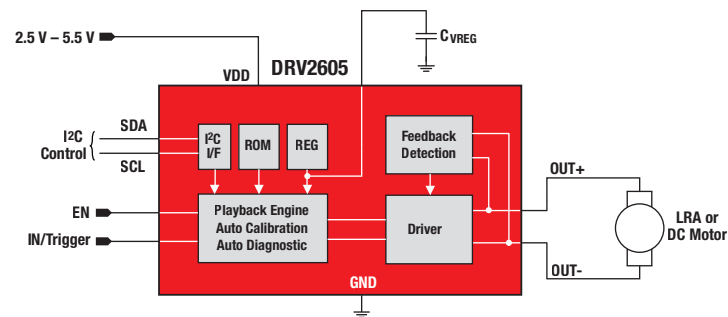 2.5 V – 5.5 V
C_VREG
DRV2605
VDD
I²C
Control
SDA
SCL
I²C
I/F
ROM
REG
Feedback
Detection
OUT+
EN
IN/Trigger
Playback Engine
Auto Calibration
Auto Diagnostic
Driver
LRA or
DC Motor
OUT-
GND